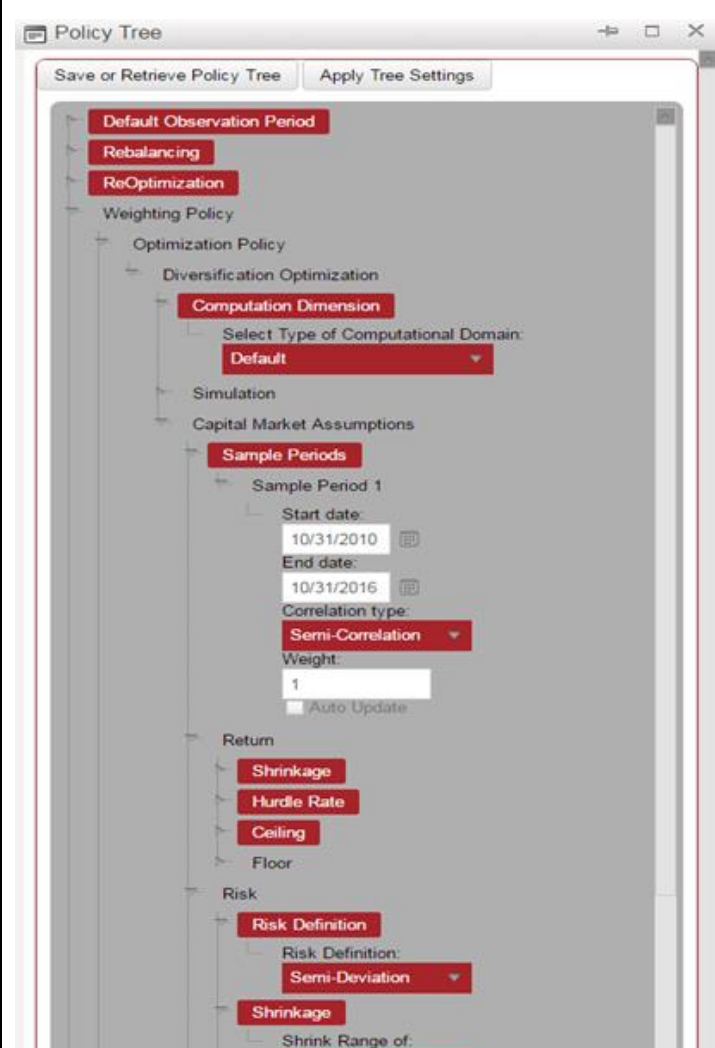 Policy Tree
Save or Retrieve Policy Tree Apply Tree Settings
Default Observation Period
Rebalancing
ReOptimization
Weighting Policy
Optimization Policy
Diversification Optimization
Computation Dimension
Select Type of Computational Domain:
Default
Simulation
Capital Market Assumptions
Sample Periods
Sample Period 1
Start date:
10/31/2010
End date:
10/31/2016
Correlation type:
Semi-Correlation
Weight:
1
Auto Update
Return
Shrinkage
Hurdle Rate
Ceiling
Floor
Risk
Risk Definition
Risk Definition:
Semi-Deviation
Shrinkage
Shrink Range of: